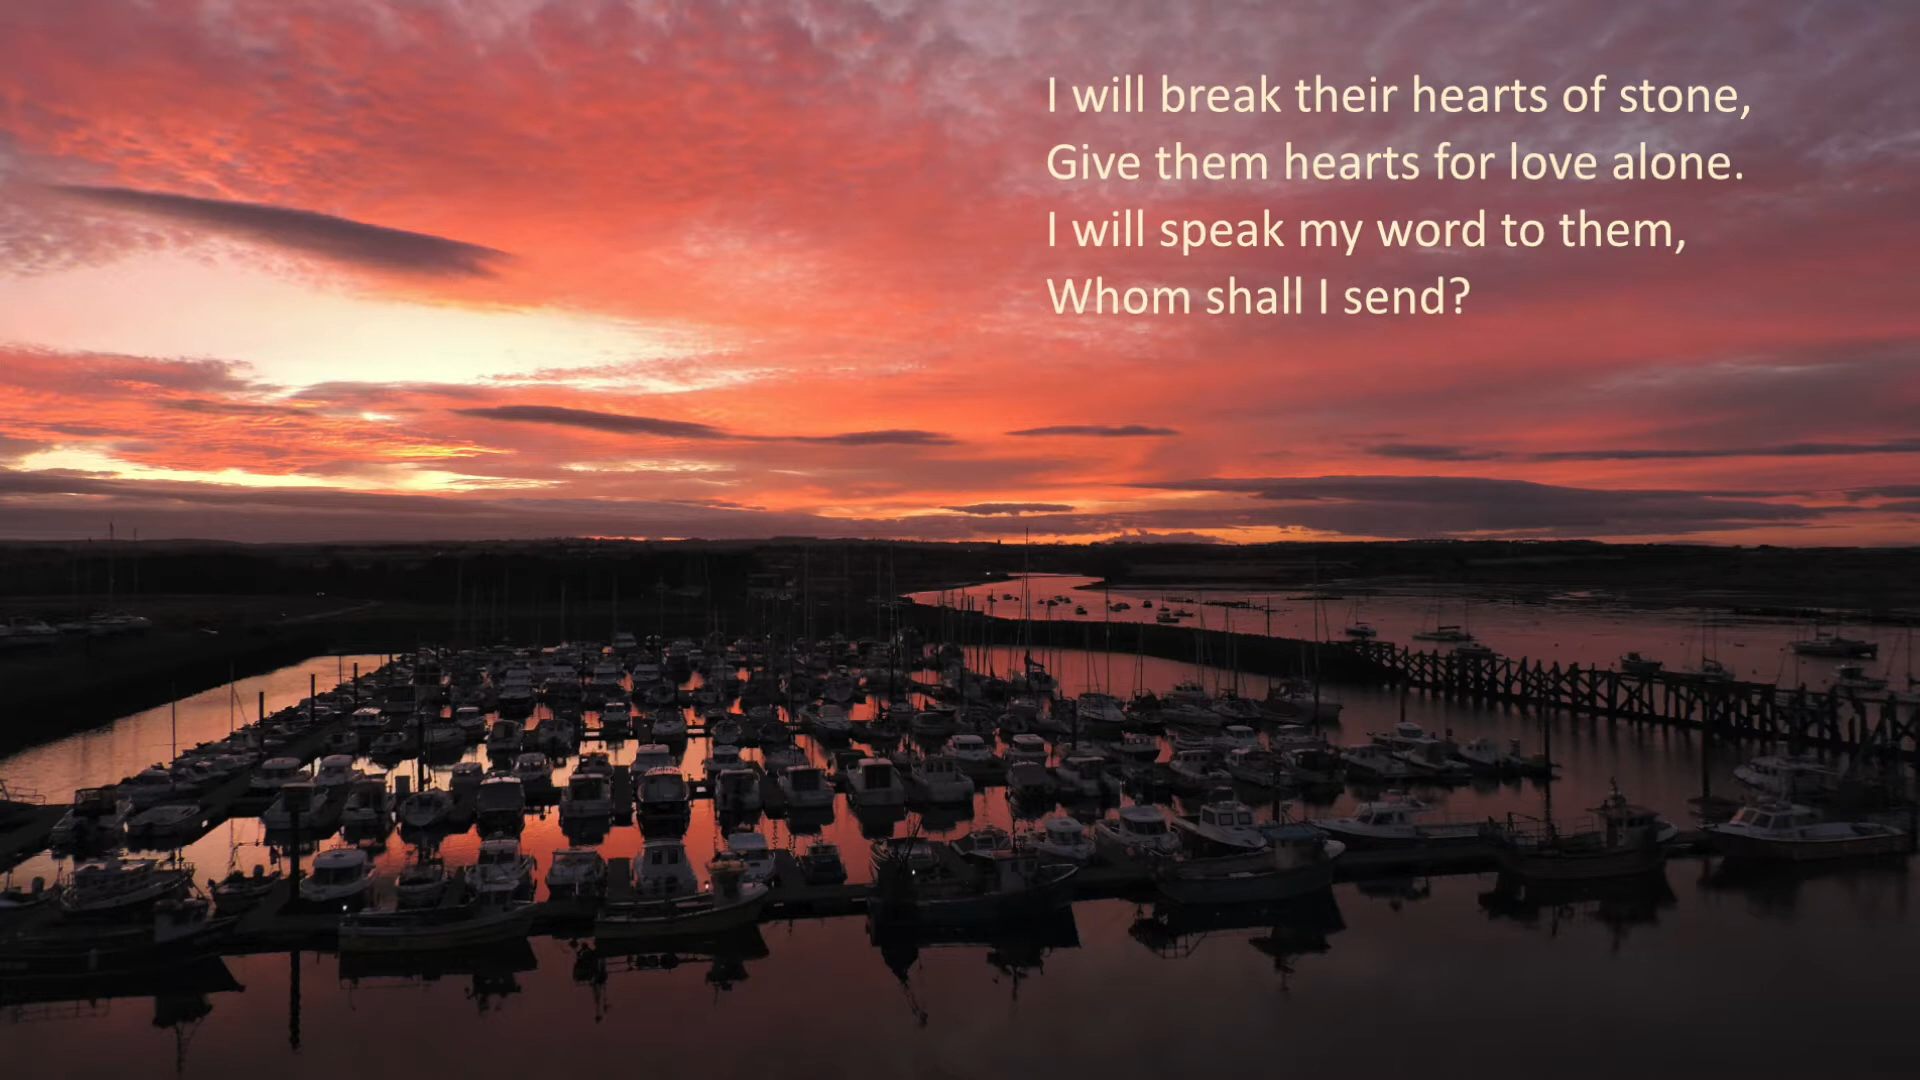 I will break their hearts of stone,
Give them hearts for love alone.
I will speak my word to them,
Whom shall I send?